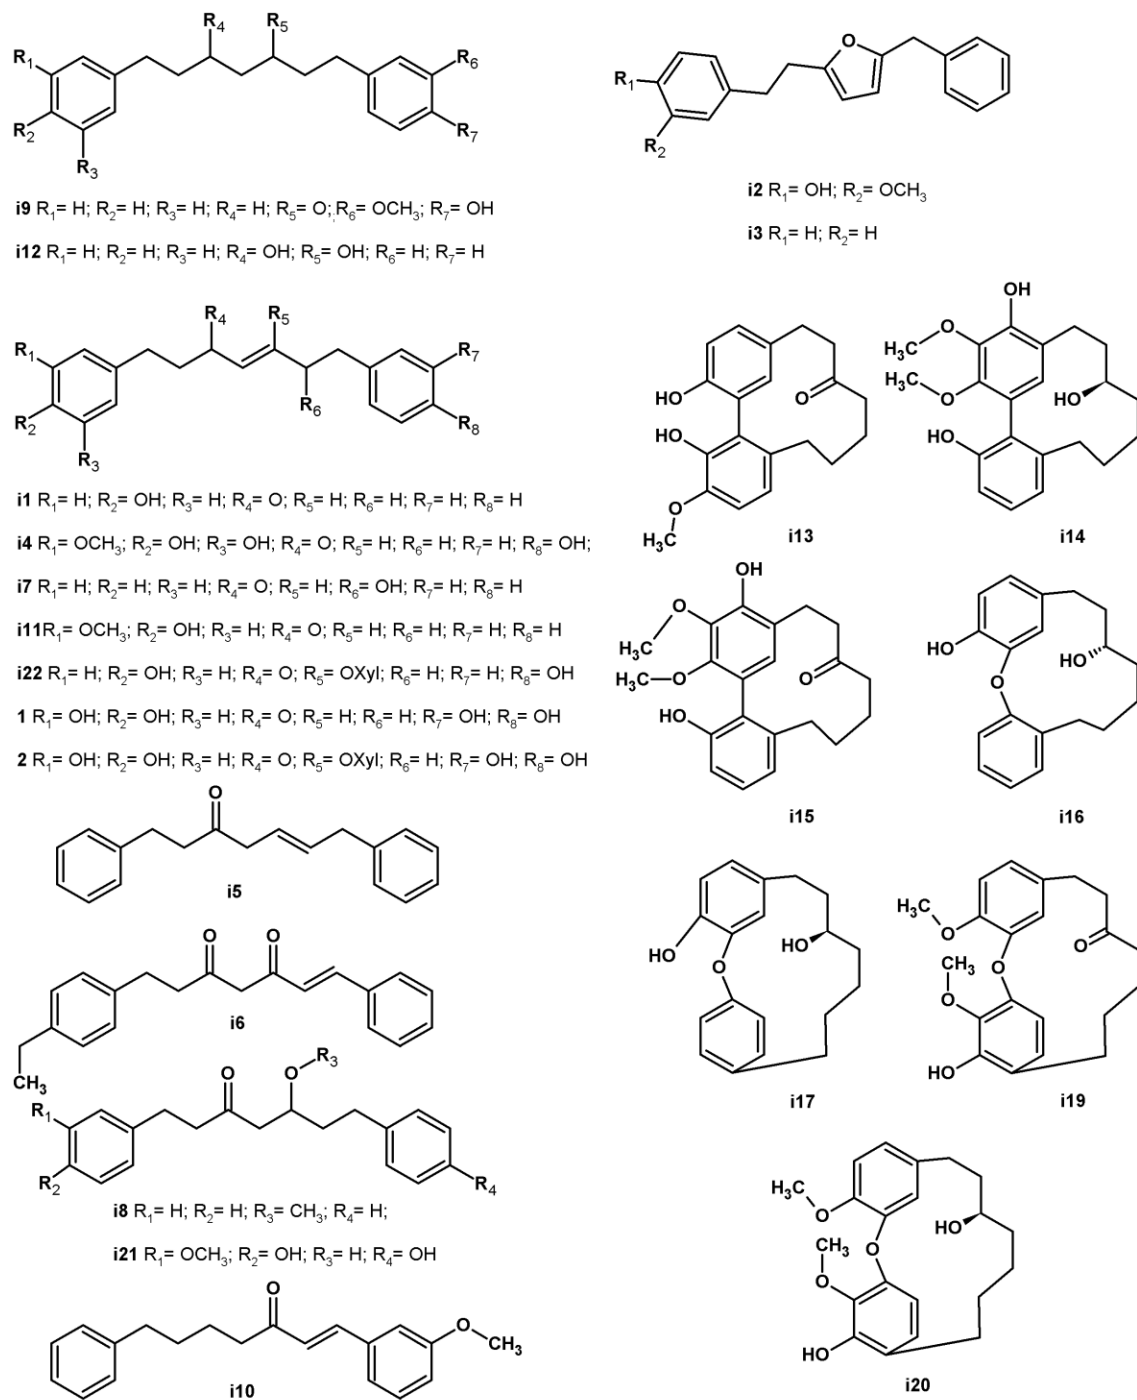 R₄ R₅
R₁ R₆
R₂ R₇
R₃
i9 R₁= H; R₂= H; R₃= H; R₄= H; R₅= O; R₆= OCH₃; R₇= OH
i12 R₁= H; R₂= H; R₃= H; R₄= OH; R₅= OH; R₆= H; R₇= H
R₄ R₅
R₁ R₇
R₂ R₆ R₈
R₃
i1 R₁= H; R₂= OH; R₃= H; R₄= O; R₅= H; R₆= H; R₇= H; R₈= H
i4 R₁= OCH₃; R₂= OH; R₃= OH; R₄= O; R₅= H; R₆= H; R₇= H; R₈= OH;
i7 R₁= H; R₂= H; R₃= H; R₄= O; R₅= H; R₆= OH; R₇= H; R₈= H
i11R₁= OCH₃; R₂= OH; R₃= H; R₄= O; R₅= H; R₆= H; R₇= H; R₈= H
i22 R₁= H; R₂= OH; R₃= H; R₄= O; R₅= OXyl; R₆= H; R₇= H; R₈= OH
1 R₁= OH; R₂= OH; R₃= H; R₄= O; R₅= H; R₆= H; R₇= OH; R₈= OH
2 R₁= OH; R₂= OH; R₃= H; R₄= O; R₅= OXyl; R₆= H; R₇= OH; R₈= OH
O
i5
O O
i6
CH₃
O O R₃
R₁
R₂ R₄
i8 R₁= H; R₂= H; R₃= CH₃; R₄= H;
i21 R₁= OCH₃; R₂= OH; R₃= H; R₄= OH
O
O CH₃
i10
O
R₁
R₂
i2 R₁= OH; R₂= OCH₃
i3 R₁= H; R₂= H
HO
O
HO
O
H₃C
i13
OH
O
H₃C
H₃C O
HO
HO
i14
OH
O
H₃C
H₃C O
O
HO
i15
HO
HO
O
i16
HO
HO
O
i17
H₃C
O
O
CH₃ O
O
HO
i19
H₃C
O
HO
CH₃ O
O
HO
i20